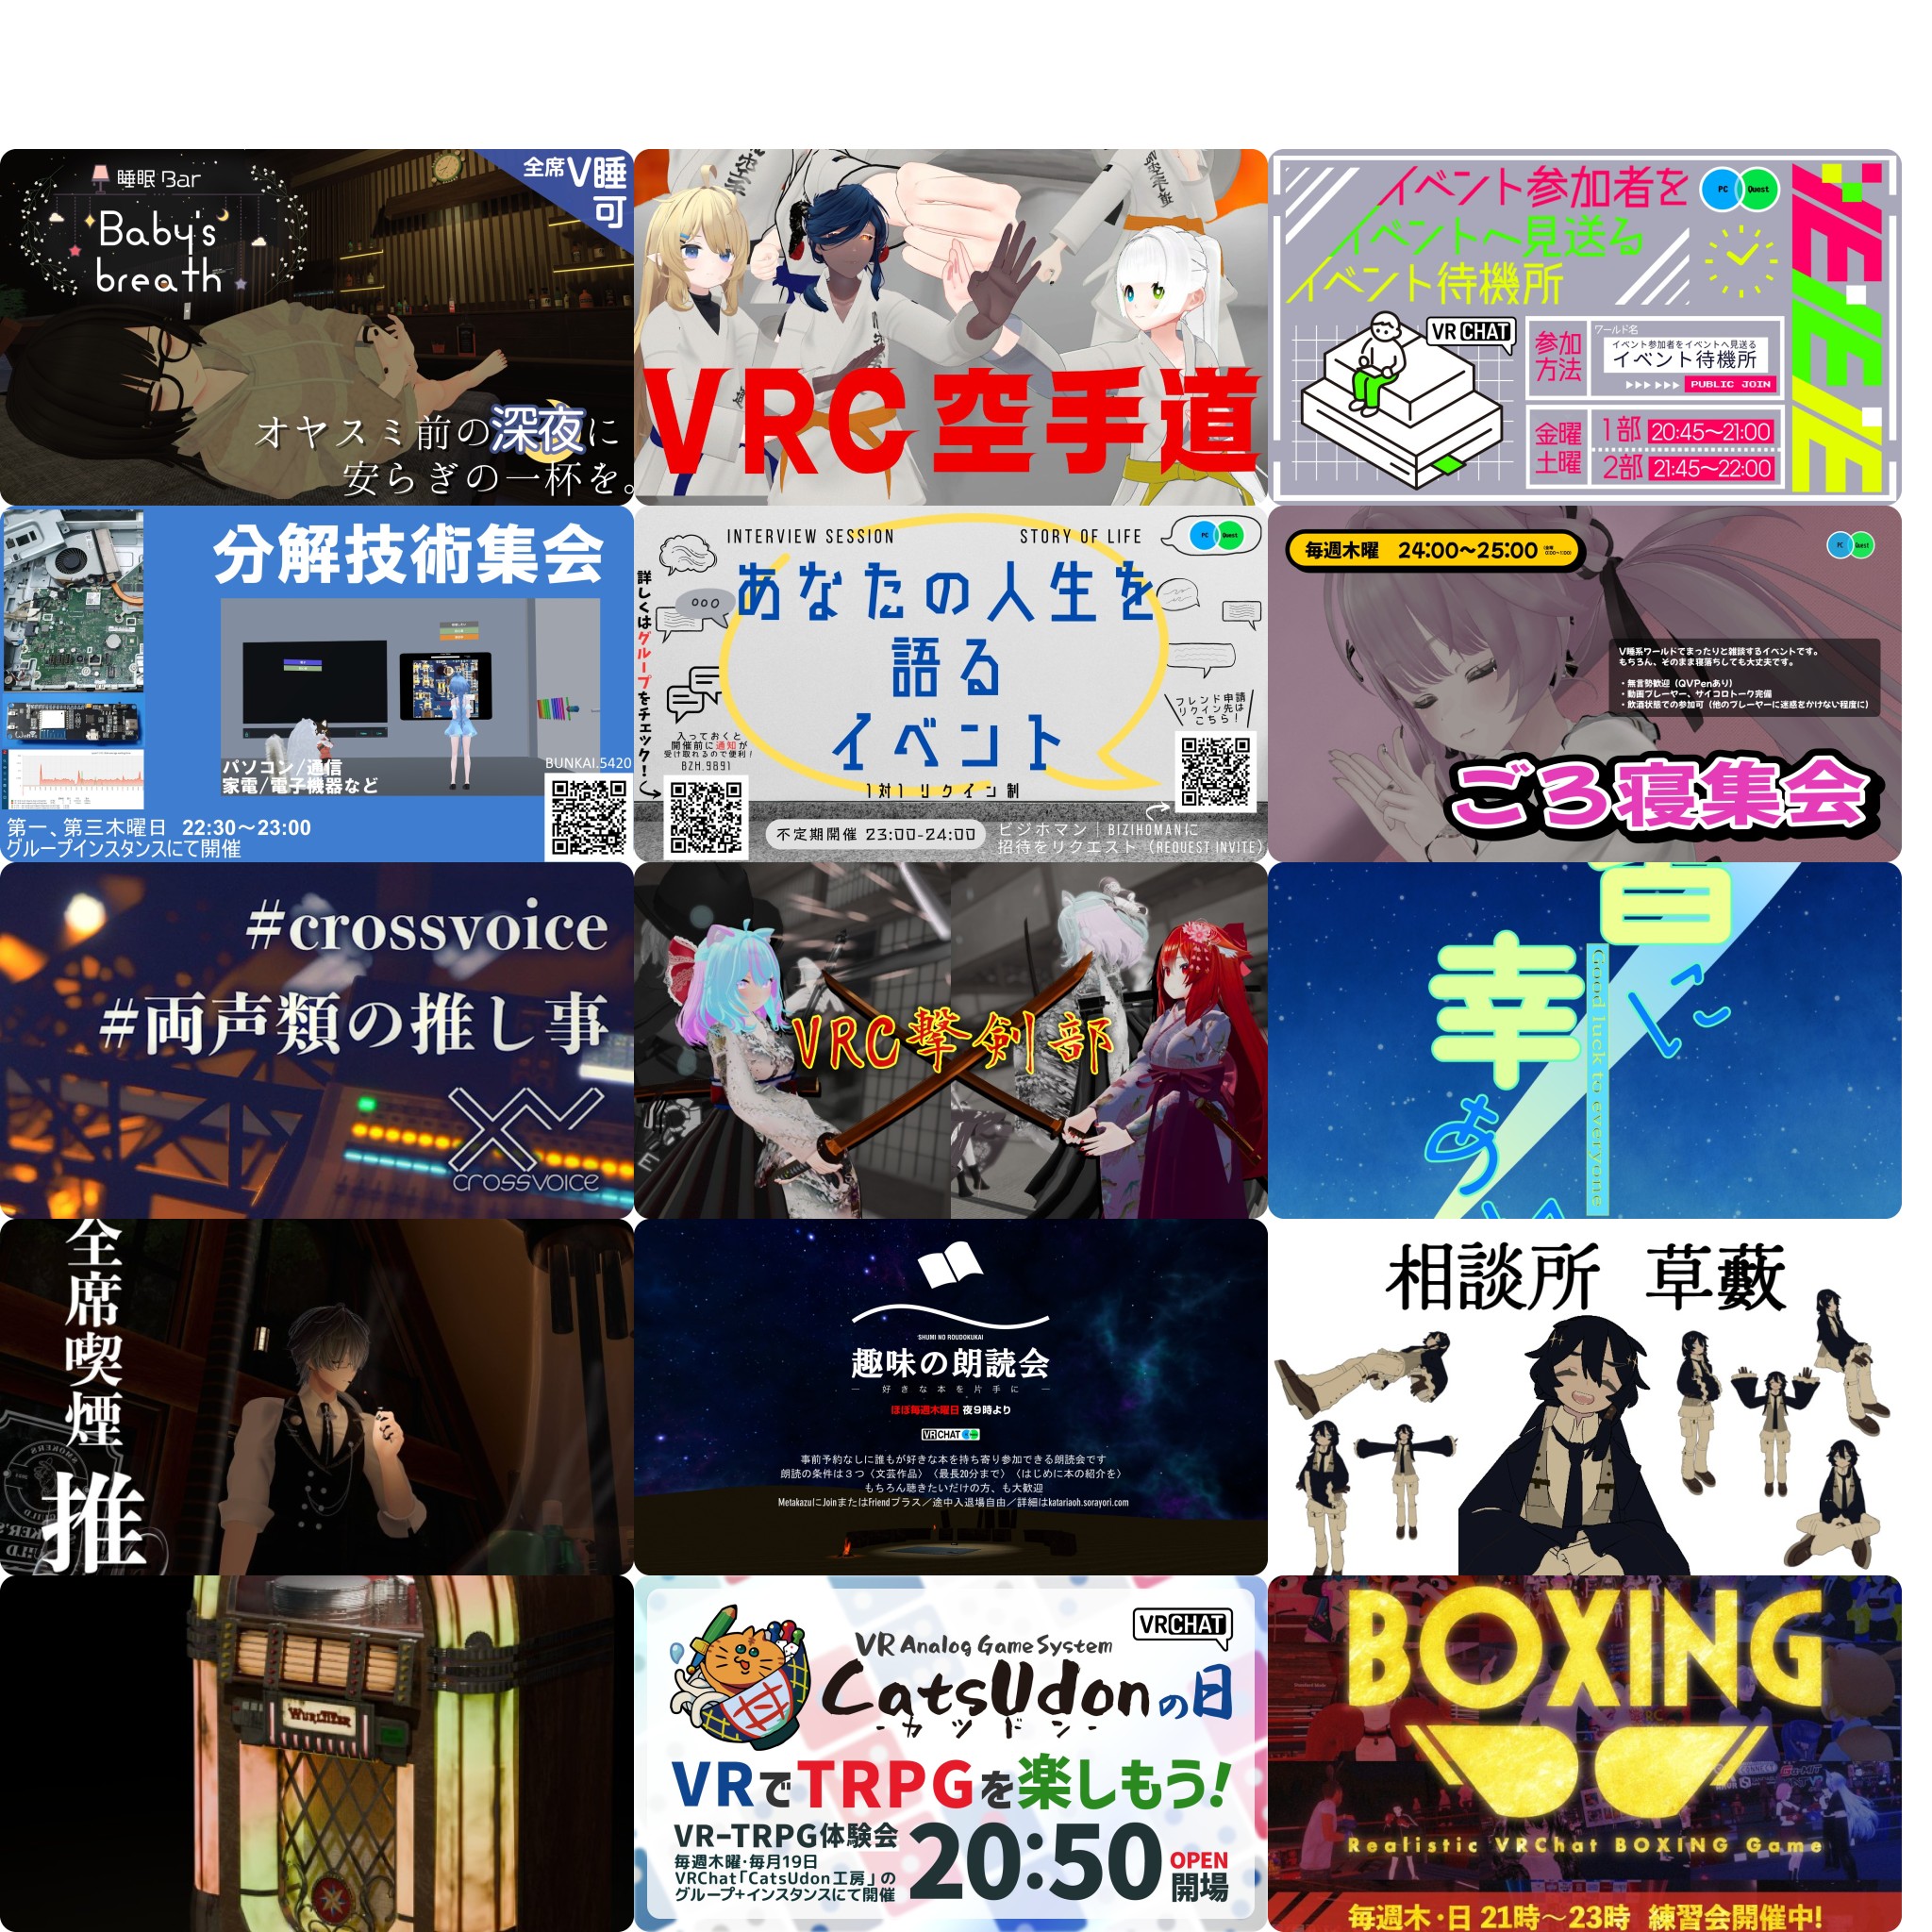 睡眠 Bar
Baby's
breath
全席V睡
可
オヤスミ前の深夜に
安らぎの一杯を。
VRC空手道
イベント参加者を
イベントへ見送る
イベント待機所
PC Quest
VR CHAT
参加
方法
ワールド名
イベント参加者をイベントへ見送る
イベント待機所
PUBLIC JOIN
金曜
土曜
1部 20:45～21:00
2部 21:45～22:00
分解技術集会
パソコン/通信
家電/電子機器など
BUNKAI.5420
第一、第三木曜日 22:30～23:00
グループインスタンスにて開催
INTERVIEW SESSION
STORY OF LIFE
PC Quest
あなたの人生を
語る
イベント
1対1 リクイン制
詳しくはグループをチェック!
入っておくと
開催前に通知が
受け取れるので便利!
BZH.9891
フレンド申請
リクイン先は
こちら!
不定期開催 23:00-24:00
ビジホマン｜BIZIHOMANに
招待をリクエスト（REQUEST INVITE）
毎週木曜 24:00～25:00
PC Quest
V睡系ワールドでまったりと雑談するイベントです。
もちろん、そのまま寝落ちしても大丈夫です。
・無言勢歓迎（QVPenあり）
・動画プレーヤー、サイコロトーク完備
・飲酒状態での参加可（他のプレーヤーに迷惑をかけない程度に）
ごろ寝集会
#crossvoice
#両声類の推し事
crossvoice
VRC撃剣部
に
幸
あ
Good luck to everyone
全席喫煙
推
SHUMI NO ROUDOKUKAI
趣味の朗読会
— 好きな本を片手に —
ほぼ毎週木曜日 夜9時より
VRCHAT
事前予約なしに誰もが好きな本を持ち寄り参加できる朗読会です
朗読の条件は３つ〈文芸作品〉〈最長20分まで〉〈はじめに本の紹介を〉
もちろん聴きたいだけの方、も大歓迎
MetakazuにJoinまたはFriendプラス／途中入退場自由／詳細はkatariaoh.sorayori.com
相談所 草藪
WURLITZER
VR Analog Game System
VRCHAT
CatsUdonの日
-カツドン-
VRでTRPGを楽しもう!
VR-TRPG体験会
毎週木曜・毎月19日
VRChat「CatsUdon工房」の
グループ+インスタンスにて開催
20:50
OPEN
開場
BOXING
Realistic VRChat BOXING Game
毎週木・日 21時～23時 練習会開催中!